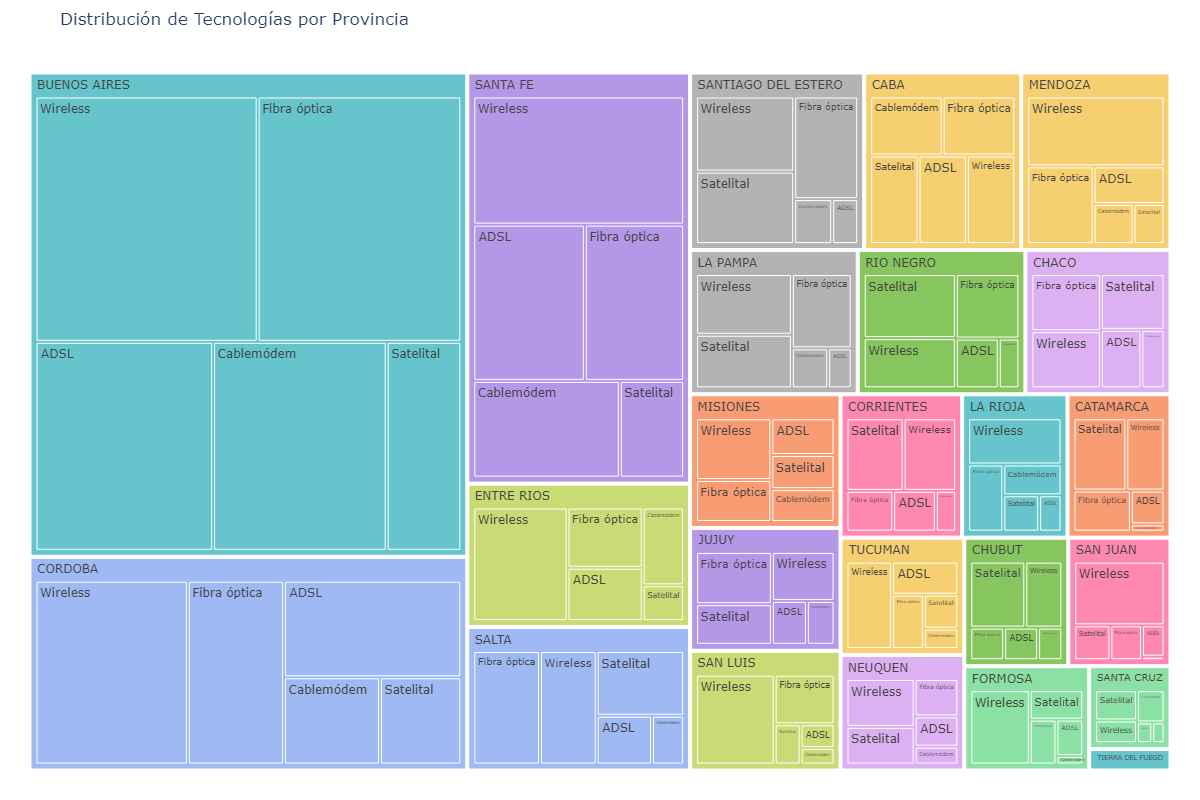 Distribución de Tecnologías por Provincia
BUENOS AIRES
Wireless
Fibra óptica
ADSL
Cablemódem
Satelital
CORDOBA
Wireless
Fibra óptica
ADSL
Cablemódem
Satelital
SANTA FE
Wireless
ADSL
Fibra óptica
Cablemódem
Satelital
ENTRE RIOS
Wireless
Fibra óptica
ADSL
Cablemódem
Satelital
SALTA
Fibra óptica
Wireless
Satelital
ADSL
Cablemódem
SANTIAGO DEL ESTERO
Wireless
Satelital
Fibra óptica
Cablemódem
ADSL
CABA
Cablemódem
Fibra óptica
Satelital
ADSL
Wireless
MENDOZA
Wireless
Fibra óptica
ADSL
Cablemódem
Satelital
LA PAMPA
Wireless
Satelital
Fibra óptica
Cablemódem
ADSL
RIO NEGRO
Satelital
Wireless
Fibra óptica
ADSL
CHACO
Fibra óptica
Satelital
Wireless
ADSL
MISIONES
Wireless
Fibra óptica
ADSL
Satelital
Cablemódem
CORRIENTES
Satelital
Wireless
Fibra óptica
ADSL
LA RIOJA
Wireless
Fibra óptica
Cablemódem
Satelital
ADSL
CATAMARCA
Satelital
Wireless
Fibra óptica
ADSL
JUJUY
Fibra óptica
Satelital
Wireless
ADSL
TUCUMAN
Wireless
ADSL
Fibra óptica
Satelital
Cablemódem
CHUBUT
Satelital
Wireless
Fibra óptica
ADSL
SAN JUAN
Wireless
Satelital
Fibra óptica
ADSL
SAN LUIS
Wireless
Fibra óptica
Satelital
ADSL
Cablemódem
NEUQUEN
Wireless
Satelital
Fibra óptica
ADSL
Cablemódem
FORMOSA
Wireless
Satelital
Fibra óptica
ADSL
Cablemódem
SANTA CRUZ
Satelital
Wireless
TIERRA DEL FUEGO